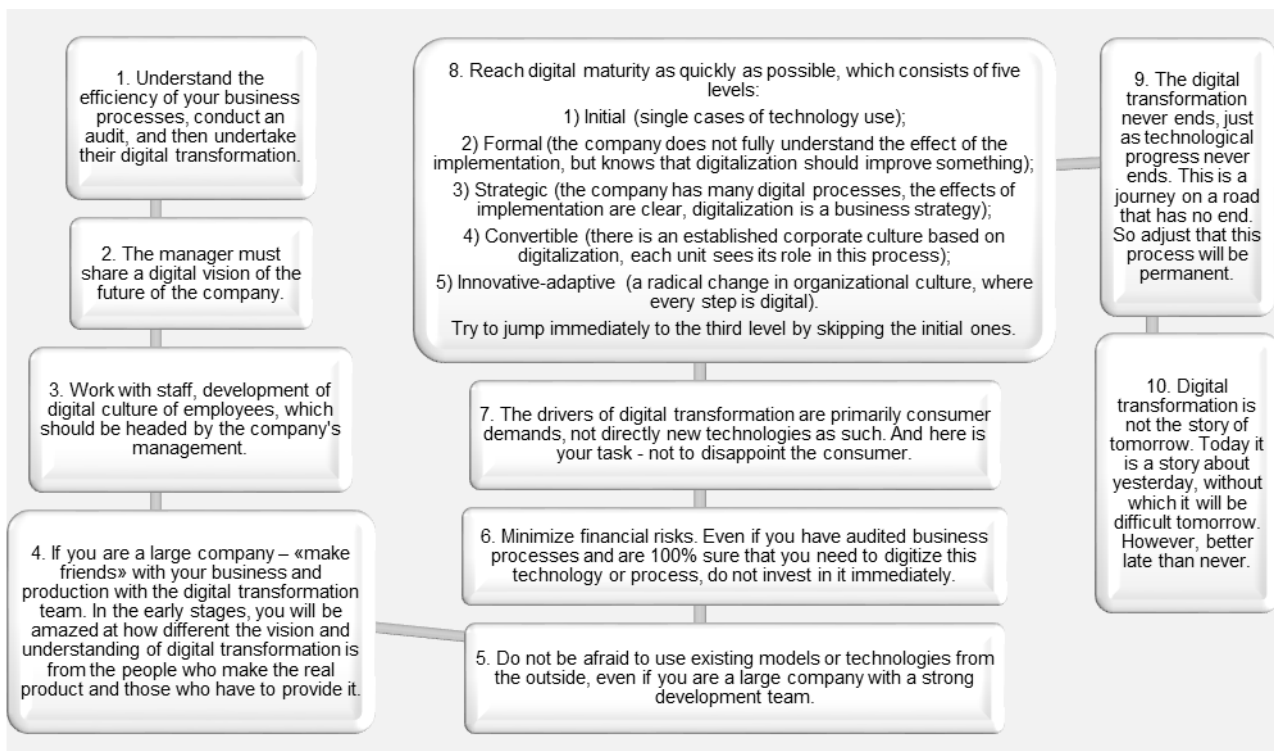 1. Understand the
efficiency of your business
processes, conduct an
audit, and then undertake
their digital transformation.
2. The manager must
share a digital vision of the
future of the company.
3. Work with staff, development of
digital culture of employees, which
should be headed by the company's
management.
4. If you are a large company – «make
friends» with your business and
production with the digital transformation
team. In the early stages, you will be
amazed at how different the vision and
understanding of digital transformation is
from the people who make the real
product and those who have to provide it.
5. Do not be afraid to use existing models or technologies from
the outside, even if you are a large company with a strong
development team.
6. Minimize financial risks. Even if you have audited business
processes and are 100% sure that you need to digitize this
technology or process, do not invest in it immediately.
7. The drivers of digital transformation are primarily consumer
demands, not directly new technologies as such. And here is
your task - not to disappoint the consumer.
8. Reach digital maturity as quickly as possible, which consists of five
levels:
1) Initial (single cases of technology use);
2) Formal (the company does not fully understand the effect of the
implementation, but knows that digitalization should improve something);
3) Strategic (the company has many digital processes, the effects of
implementation are clear, digitalization is a business strategy);
4) Convertible (there is an established corporate culture based on
digitalization, each unit sees its role in this process);
5) Innovative-adaptive (a radical change in organizational culture, where
every step is digital).
Try to jump immediately to the third level by skipping the initial ones.
9. The digital
transformation
never ends, just
as technological
progress never
ends. This is a
journey on a road
that has no end.
So adjust that this
process will be
permanent.
10. Digital
transformation is
not the story of
tomorrow. Today it
is a story about
yesterday, without
which it will be
difficult tomorrow.
However, better
late than never.